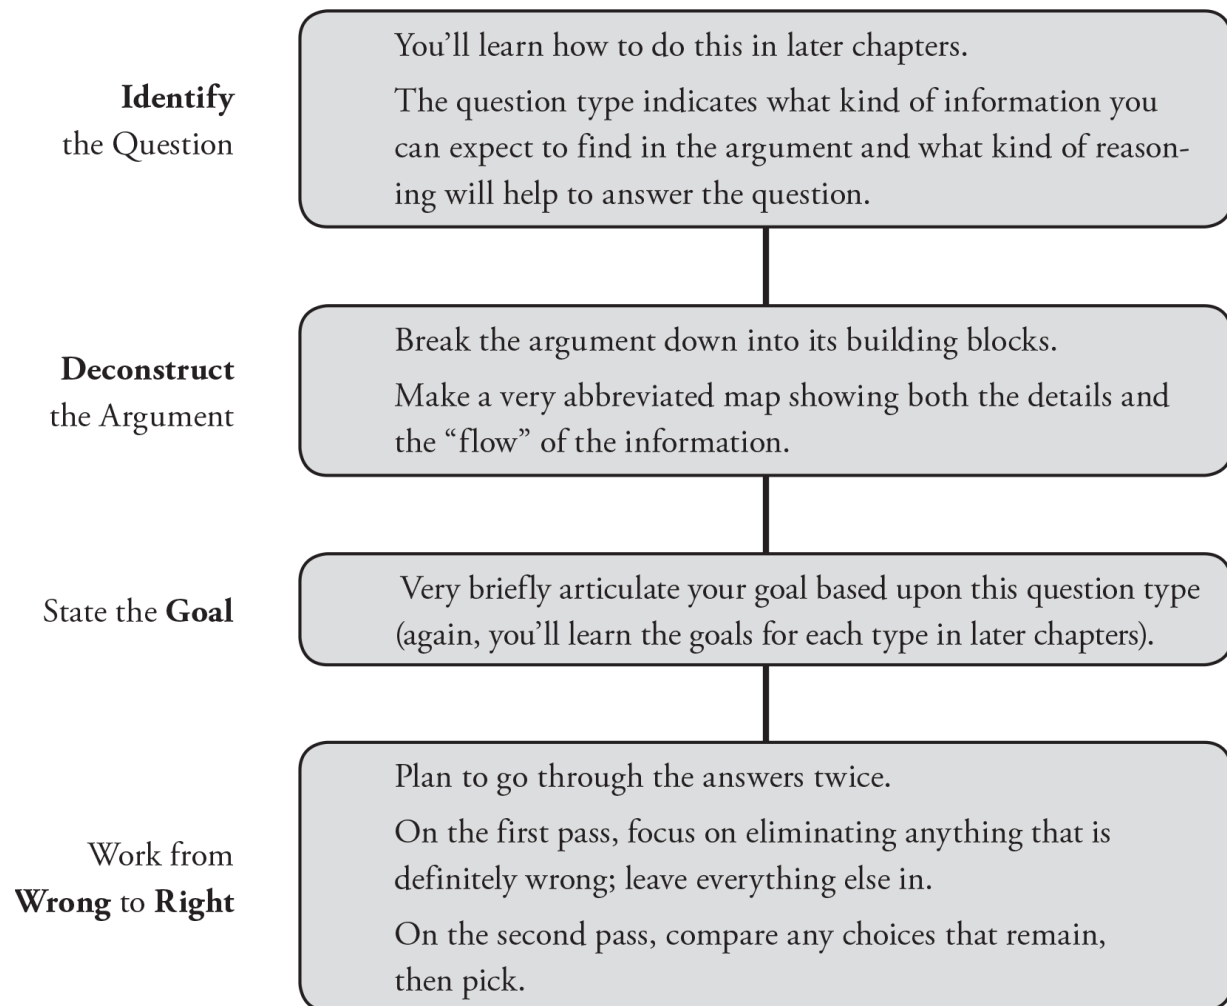 Identify
the Question
You’ll learn how to do this in later chapters.
The question type indicates what kind of information you
can expect to find in the argument and what kind of reason-
ing will help to answer the question.
Deconstruct
the Argument
Break the argument down into its building blocks.
Make a very abbreviated map showing both the details and
the “flow” of the information.
State the Goal
Very briefly articulate your goal based upon this question type
(again, you’ll learn the goals for each type in later chapters).
Work from
Wrong to Right
Plan to go through the answers twice.
On the first pass, focus on eliminating anything that is
definitely wrong; leave everything else in.
On the second pass, compare any choices that remain,
then pick.